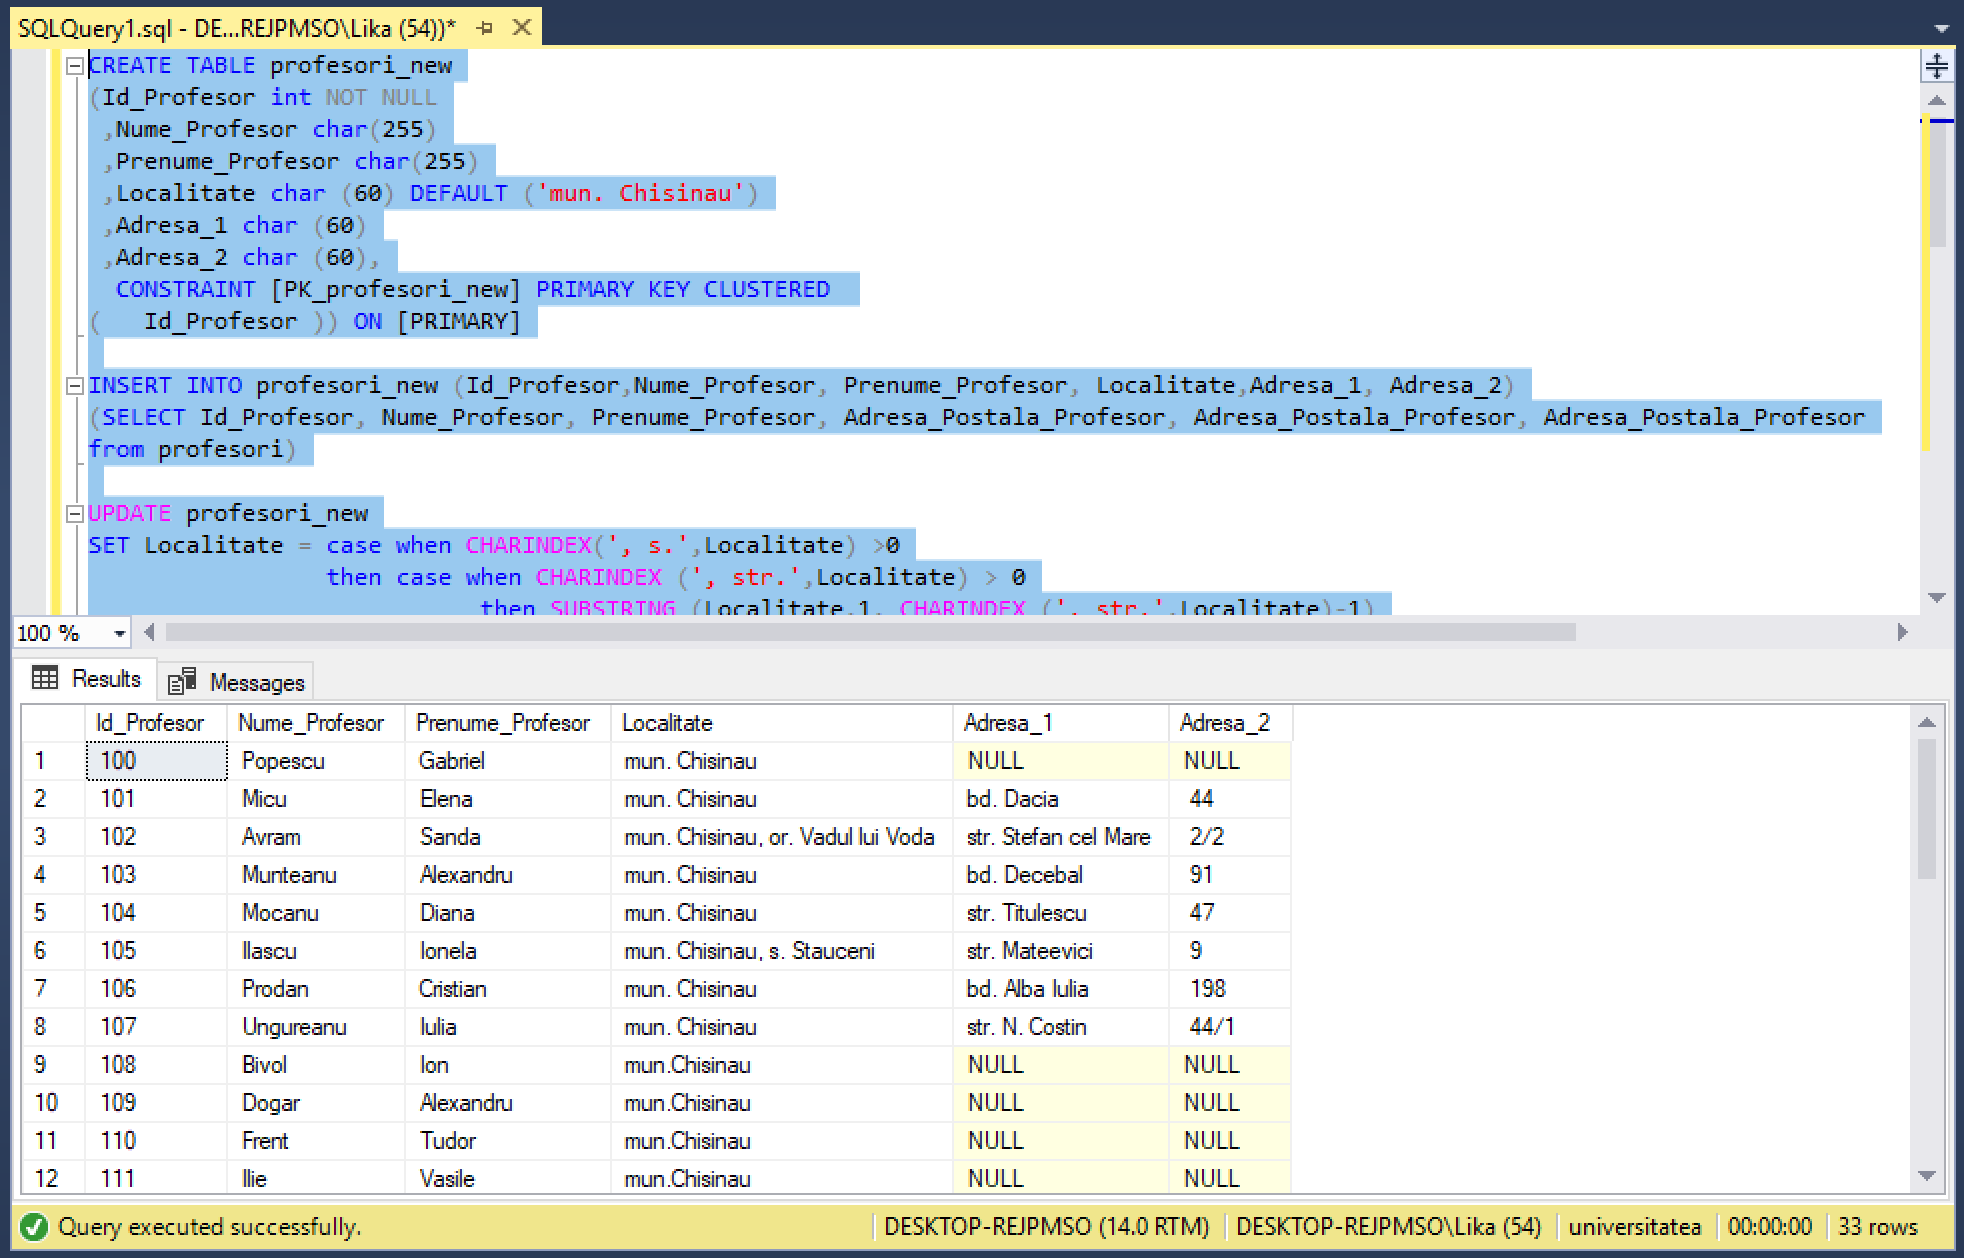 SQLQuery1.sql - DE...REJPMSO\Lika (54))*
CREATE TABLE profesori_new
(Id_Profesor int NOT NULL
,Nume_Profesor char(255)
,Prenume_Profesor char(255)
,Localitate char (60) DEFAULT ('mun. Chisinau')
,Adresa_1 char (60)
,Adresa_2 char (60),
CONSTRAINT [PK_profesori_new] PRIMARY KEY CLUSTERED
( Id_Profesor )) ON [PRIMARY]
INSERT INTO profesori_new (Id_Profesor,Nume_Profesor, Prenume_Profesor, Localitate,Adresa_1, Adresa_2)
(SELECT Id_Profesor, Nume_Profesor, Prenume_Profesor, Adresa_Postala_Profesor, Adresa_Postala_Profesor, Adresa_Postala_Profesor
from profesori)
UPDATE profesori_new
SET Localitate = case when CHARINDEX(', s.',Localitate) >0
then case when CHARINDEX (', str.',Localitate) > 0
then SUBSTRING (Localitate,1, CHARINDEX (', str.',Localitate)-1)
100 %
Results Messages
Id_Profesor Nume_Profesor Prenume_Profesor Localitate Adresa_1 Adresa_2
1 100 Popescu Gabriel mun. Chisinau NULL NULL
2 101 Micu Elena mun. Chisinau bd. Dacia 44
3 102 Avram Sanda mun. Chisinau, or. Vadul lui Voda str. Stefan cel Mare 2/2
4 103 Munteanu Alexandru mun. Chisinau bd. Decebal 91
5 104 Mocanu Diana mun. Chisinau str. Titulescu 47
6 105 Ilascu Ionela mun. Chisinau, s. Stauceni str. Mateevici 9
7 106 Prodan Cristian mun. Chisinau bd. Alba Iulia 198
8 107 Ungureanu Iulia mun. Chisinau str. N. Costin 44/1
9 108 Bivol Ion mun.Chisinau NULL NULL
10 109 Dogar Alexandru mun.Chisinau NULL NULL
11 110 Frent Tudor mun.Chisinau NULL NULL
12 111 Ilie Vasile mun.Chisinau NULL NULL
Query executed successfully. DESKTOP-REJPMSO (14.0 RTM) DESKTOP-REJPMSO\Lika (54) universitatea 00:00:00 33 rows